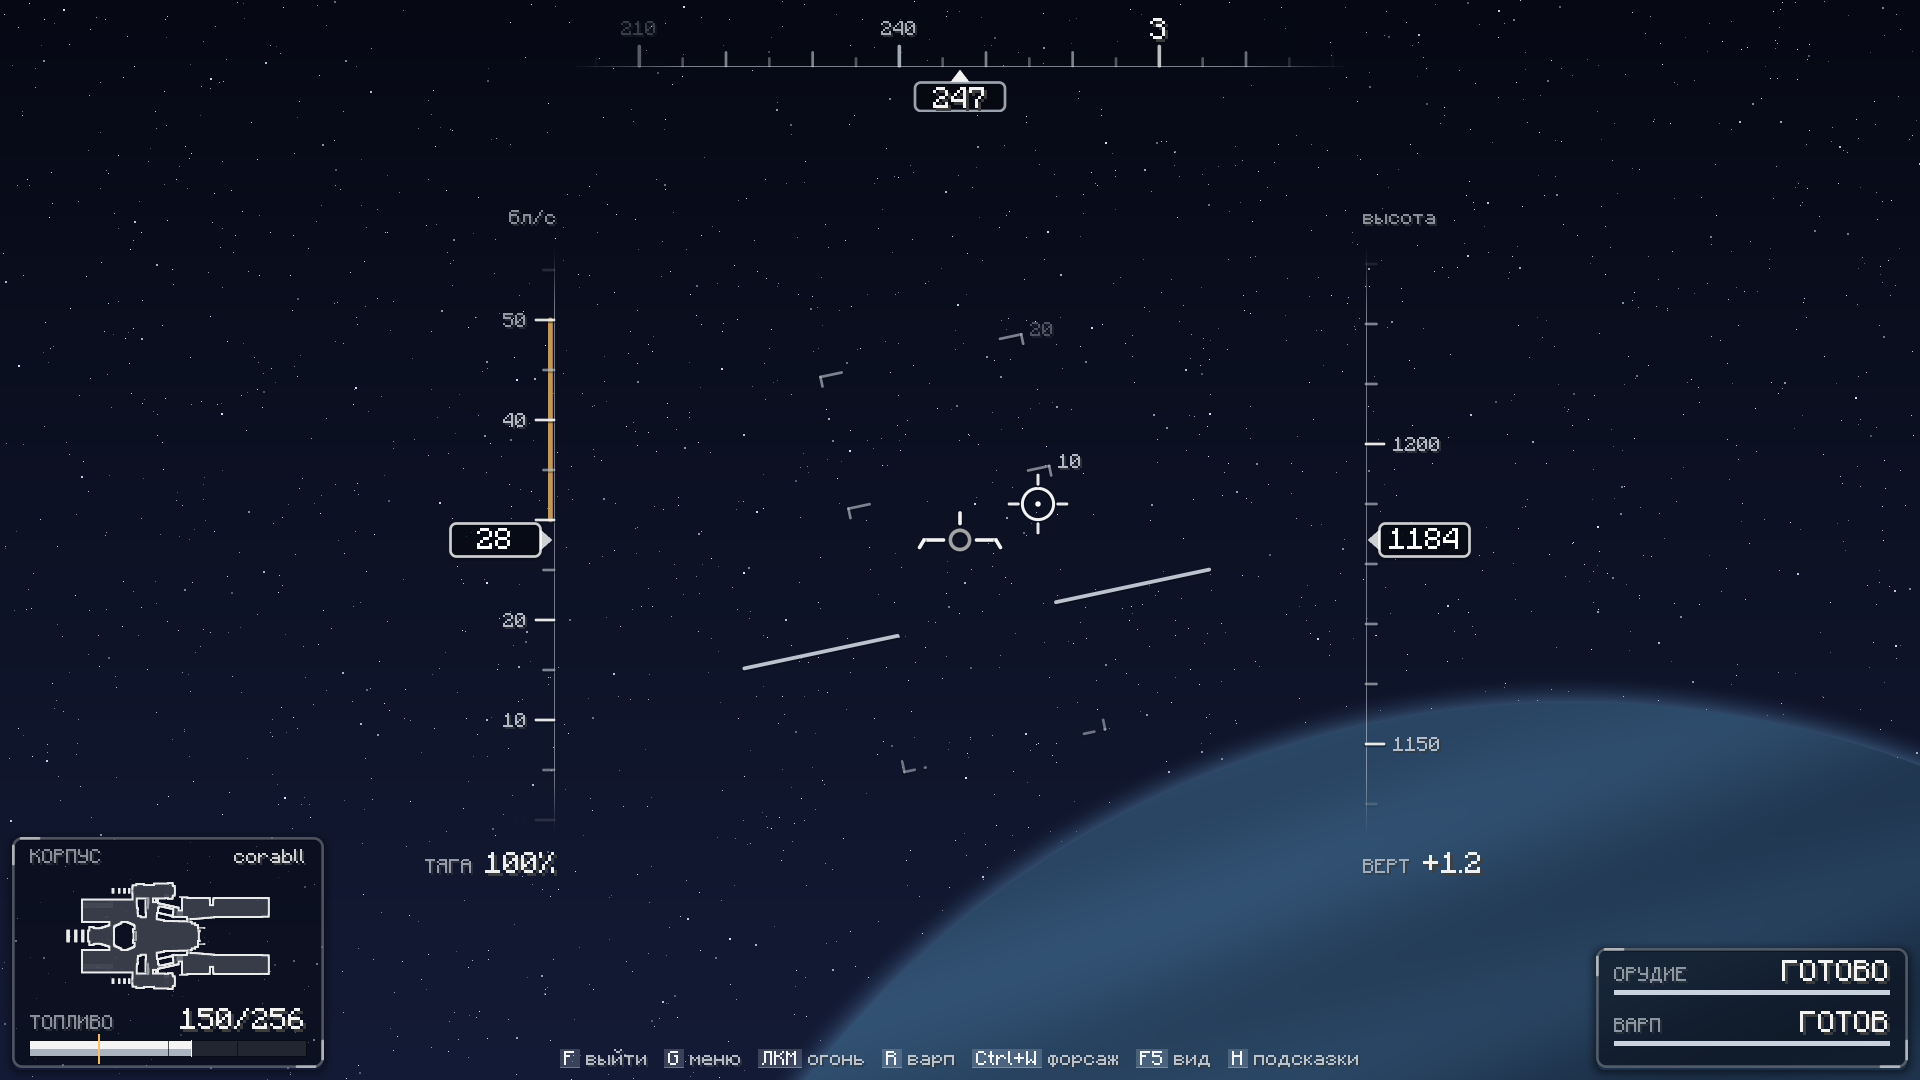 210 240 3
247
бл/с
высота
50
40
28
20
10
20
10
1200
1184
1150
ТЯГА 100%
ВЕРТ +1.2
КОРПУС corabll
ТОПЛИВО 150/256
ОРУДИЕ ГОТОВО
ВАРП ГОТОВ
F выйти G меню ЛКМ огонь R варп Ctrl+W форсаж F5 вид H подсказки